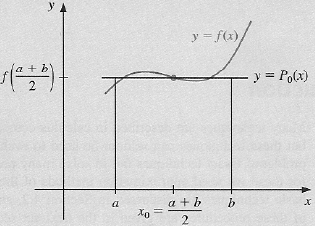 y
y = f(x)
f((a + b)/2)
y = P₀(x)
a
x₀ = (a + b)/2
b
x